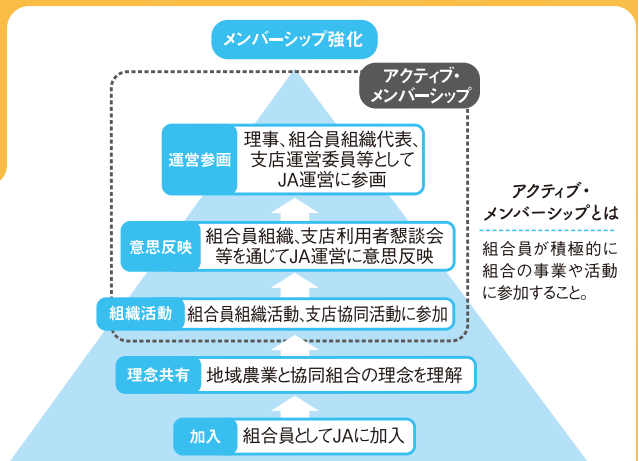 メンバーシップ強化
アクティブ・
メンバーシップ
運営参画
理事、組合員組織代表、
支店運営委員等として
JA運営に参画
意思反映
組合員組織、支店利用者懇談会
等を通じてJA運営に意思反映
組織活動
組合員組織活動、支店協同活動に参加
理念共有
地域農業と協同組合の理念を理解
加入
組合員としてJAに加入
アクティブ・
メンバーシップとは
組合員が積極的に
組合の事業や活動
に参加すること。